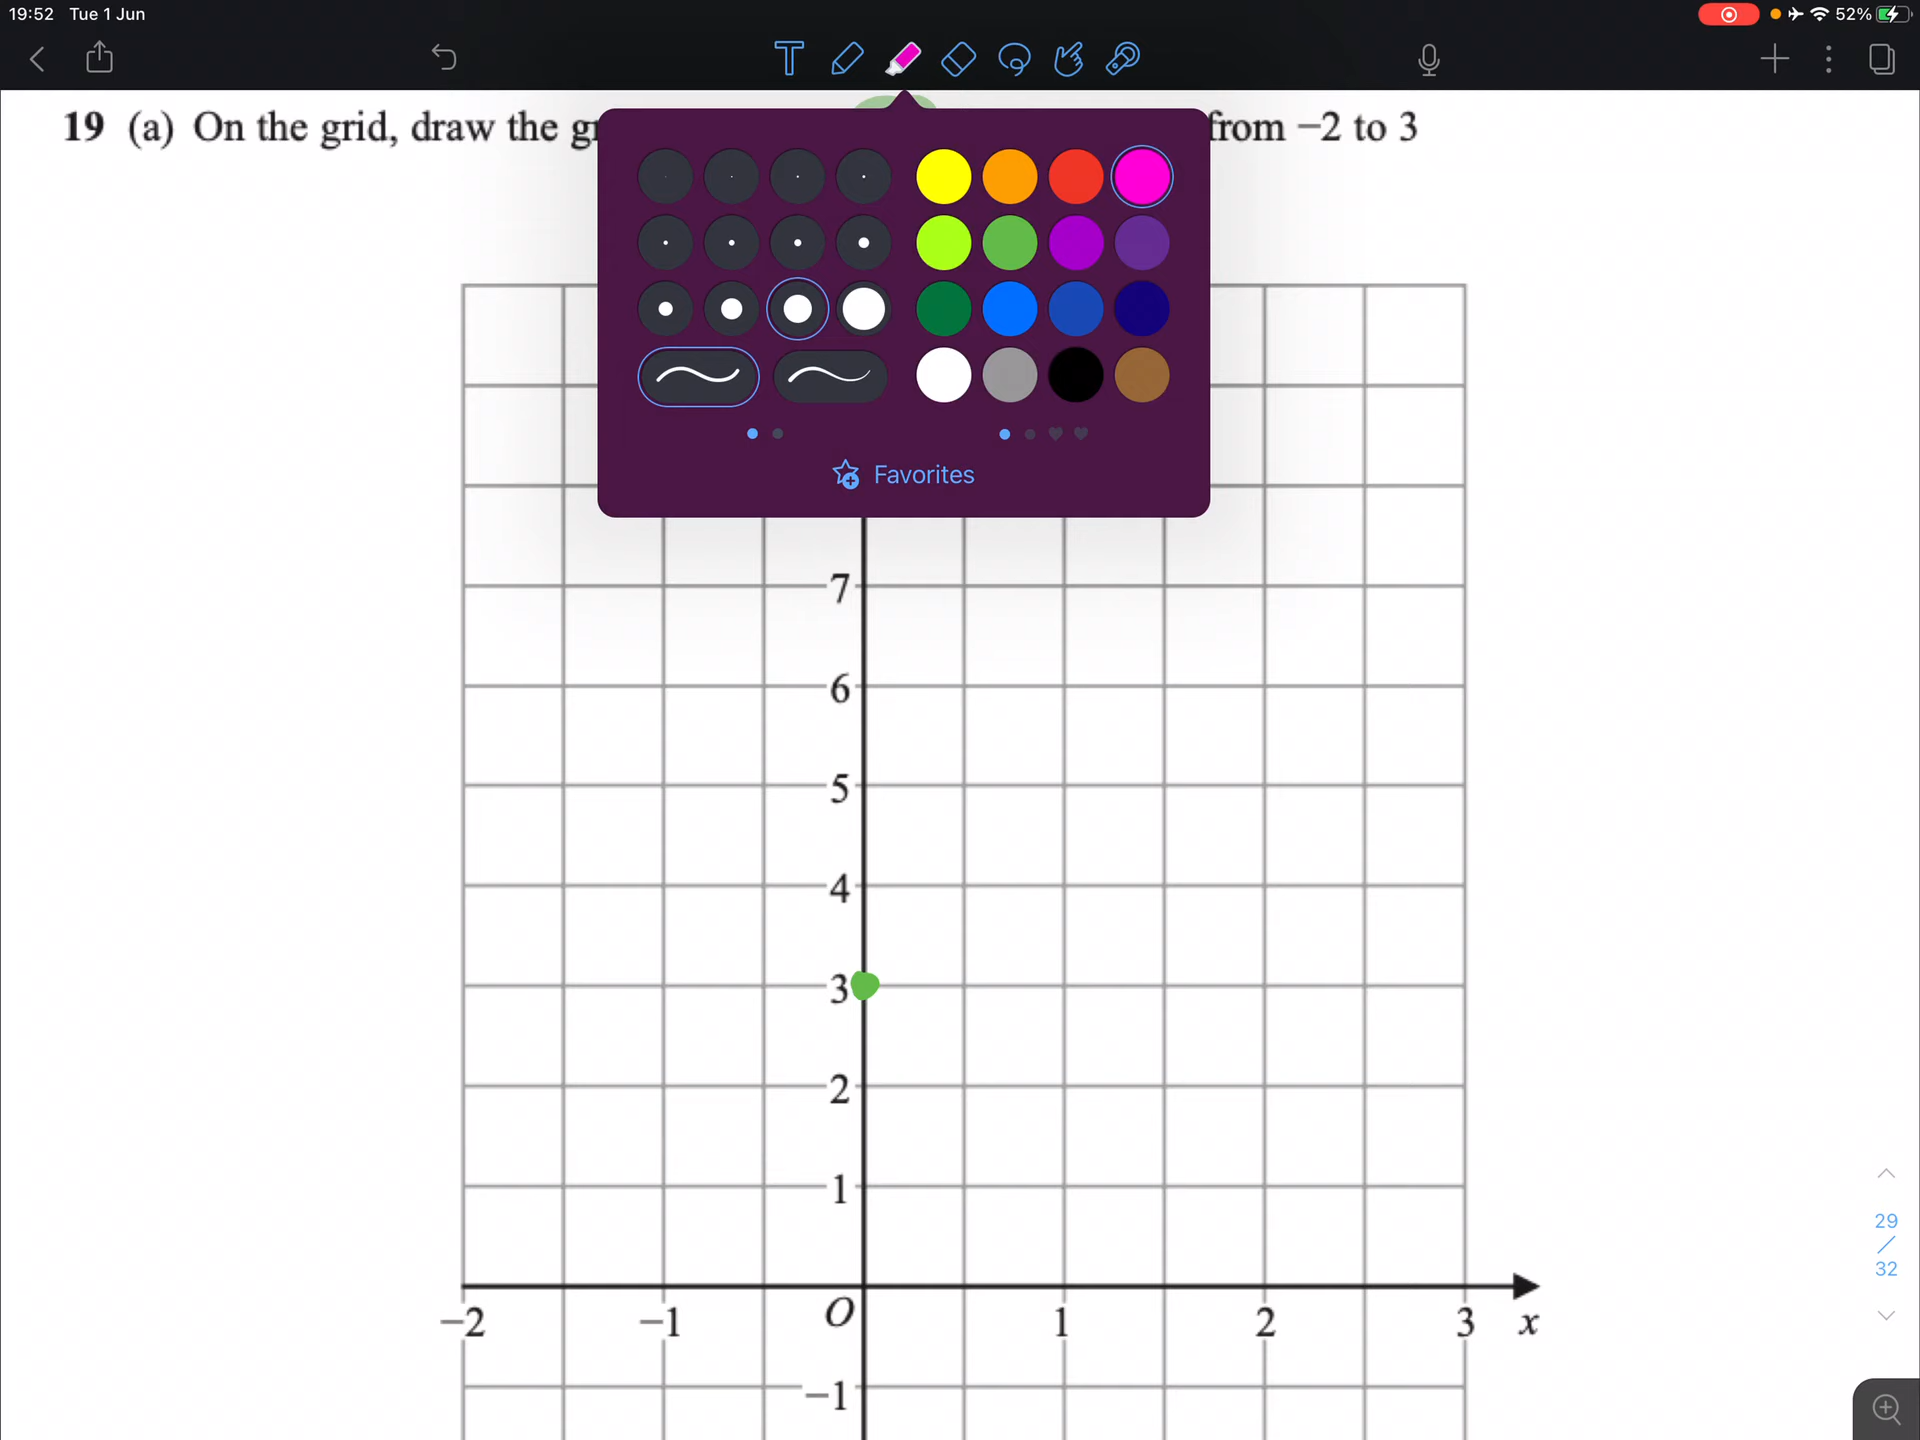 19:52 Tue 1 Jun
52%
T
19 (a) On the grid, draw the
from −2 to 3
Favorites
7
6
5
4
3
2
1
−2 −1 O 1 2 3 x
−1
29
32